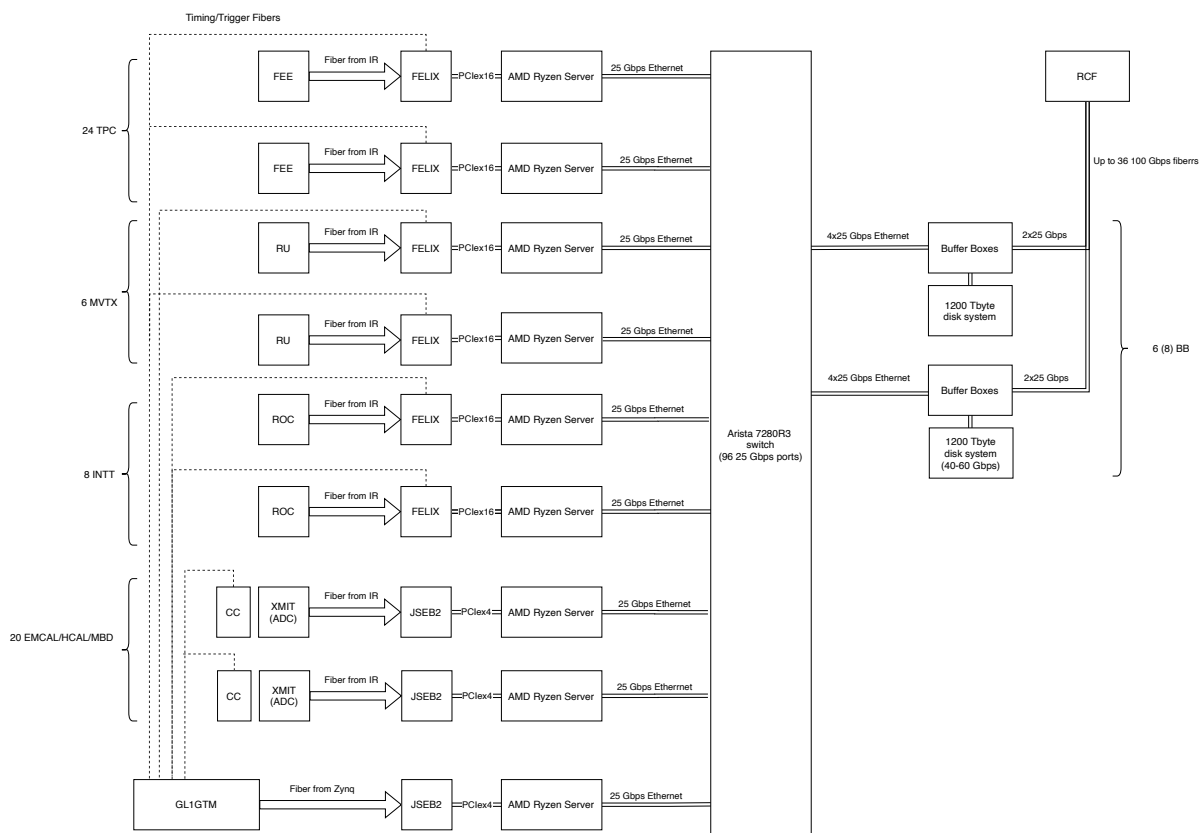 Timing/Trigger Fibers
FEE
Fiber from IR
FELIX
PCIex16
AMD Ryzen Server
25 Gbps Ethernet
RCF
24 TPC
FEE
Fiber from IR
FELIX
PCIex16
AMD Ryzen Server
25 Gbps Ethernet
Up to 36 100 Gbps fiberrs
RU
Fiber from IR
FELIX
PCIex16
AMD Ryzen Server
25 Gbps Ethernet
4x25 Gbps Ethernet
Buffer Boxes
2x25 Gbps
6 MVTX
1200 Tbyte
disk system
RU
Fiber from IR
FELIX
PCIex16
AMD Ryzen Server
25 Gbps Ethernet
6 (8) BB
4x25 Gbps Ethernet
Buffer Boxes
2x25 Gbps
ROC
Fiber from IR
FELIX
PCIex16
AMD Ryzen Server
25 Gbps Ethernet
Arista 7280R3
switch
(96 25 Gbps ports)
1200 Tbyte
disk system
(40-60 Gbps)
8 INTT
ROC
Fiber from IR
FELIX
PCIex16
AMD Ryzen Server
25 Gbps Ethernet
CC
XMIT
(ADC)
Fiber from IR
JSEB2
PCIex4
AMD Ryzen Server
25 Gbps Ethernet
20 EMCAL/HCAL/MBD
CC
XMIT
(ADC)
Fiber from IR
JSEB2
PCIex4
AMD Ryzen Server
25 Gbps Etherrnet
GL1GTM
Fiber from Zynq
JSEB2
PCIex4
AMD Ryzen Server
25 Gbps Ethernet